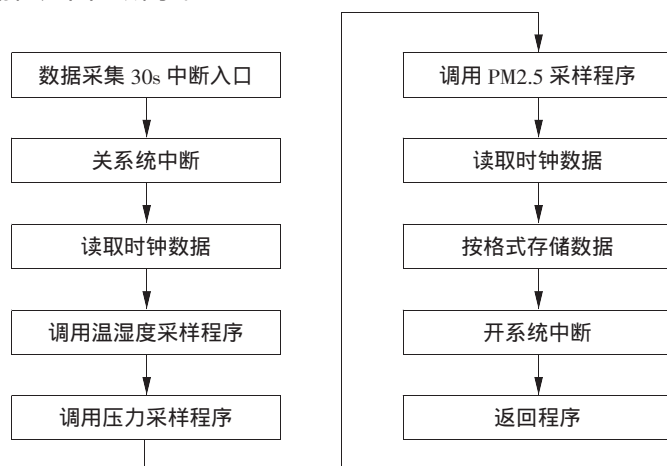 数据采集 30s 中断入口
关系统中断
读取时钟数据
调用温湿度采样程序
调用压力采样程序
调用 PM2.5 采样程序
读取时钟数据
按格式存储数据
开系统中断
返回程序